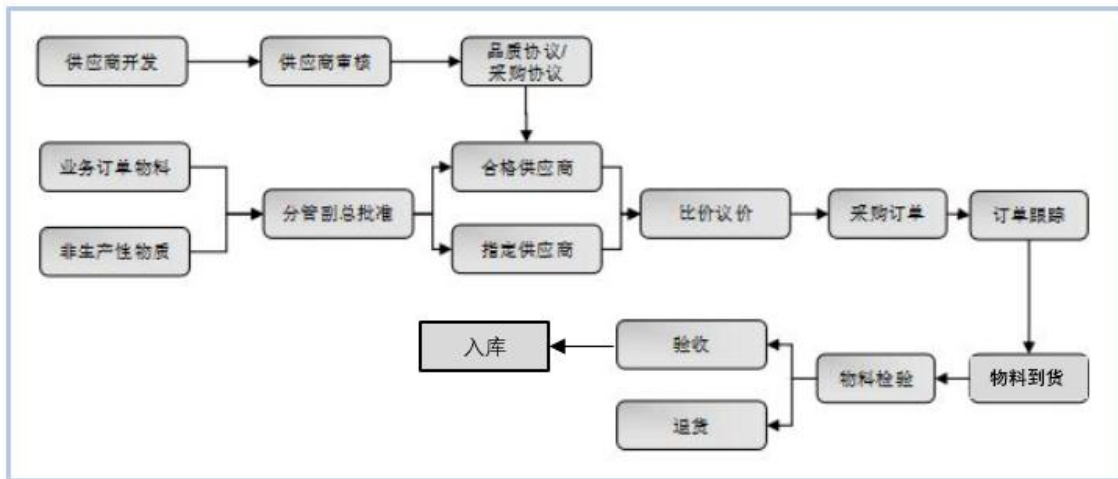 供应商开发
供应商审核
品质协议/
采购协议
业务订单物料
合格供应商
分管副总批准
比价议价
采购订单
订单跟踪
非生产性物质
指定供应商
入库
验收
物料检验
物料到货
退货